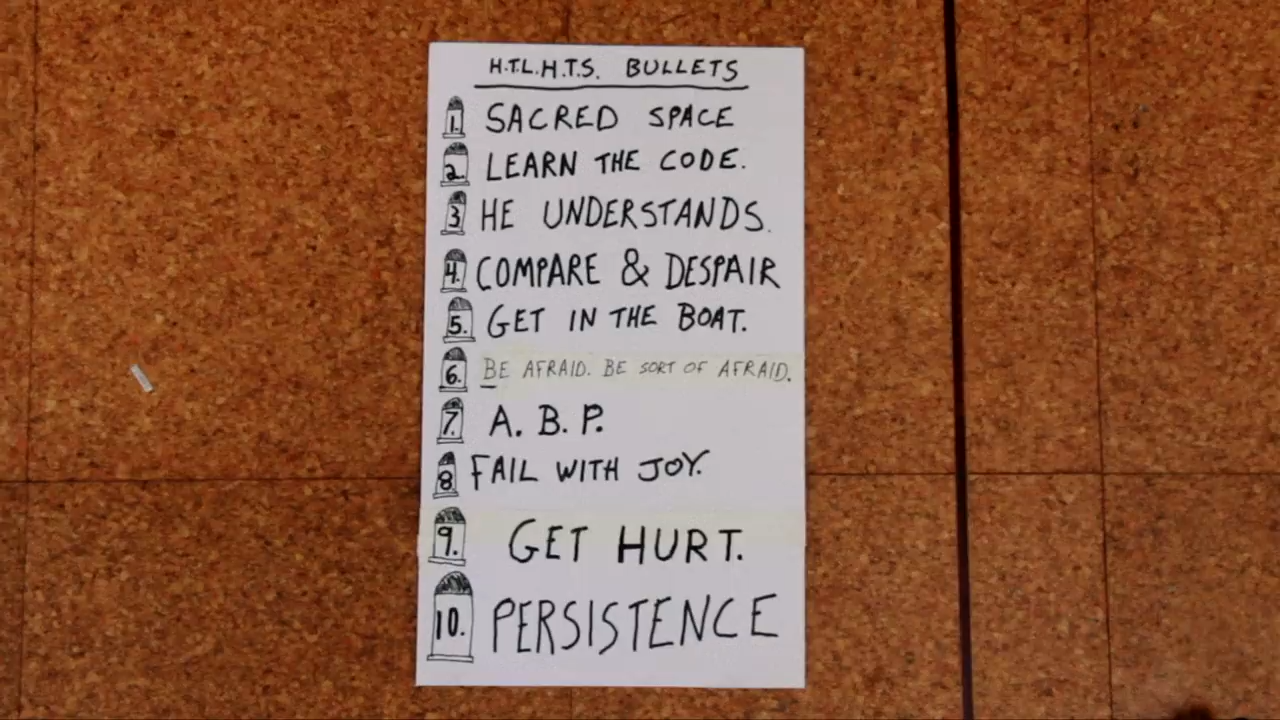 H.T.L.H.T.S. BULLETS
1. SACRED SPACE
2. LEARN THE CODE.
3 HE UNDERSTANDS.
4. COMPARE & DESPAIR
5. GET IN THE BOAT.
6. BE AFRAID. BE SORT OF AFRAID.
7. A. B. P.
8 FAIL WITH JOY.
9. GET HURT.
10. PERSISTENCE